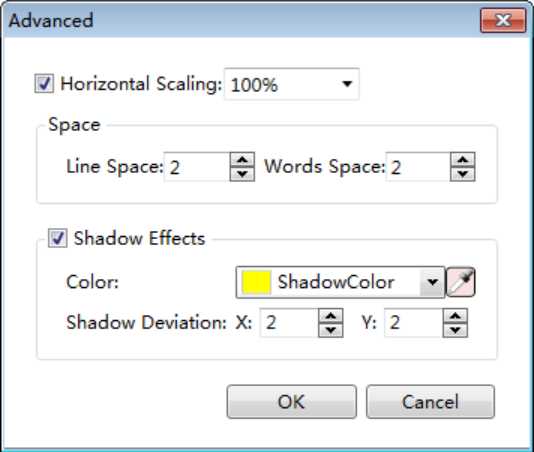 Advanced
Horizontal Scaling: 100%
Space
Line Space: 2 Words Space: 2
Shadow Effects
Color: ShadowColor
Shadow Deviation: X: 2 Y: 2
OK Cancel